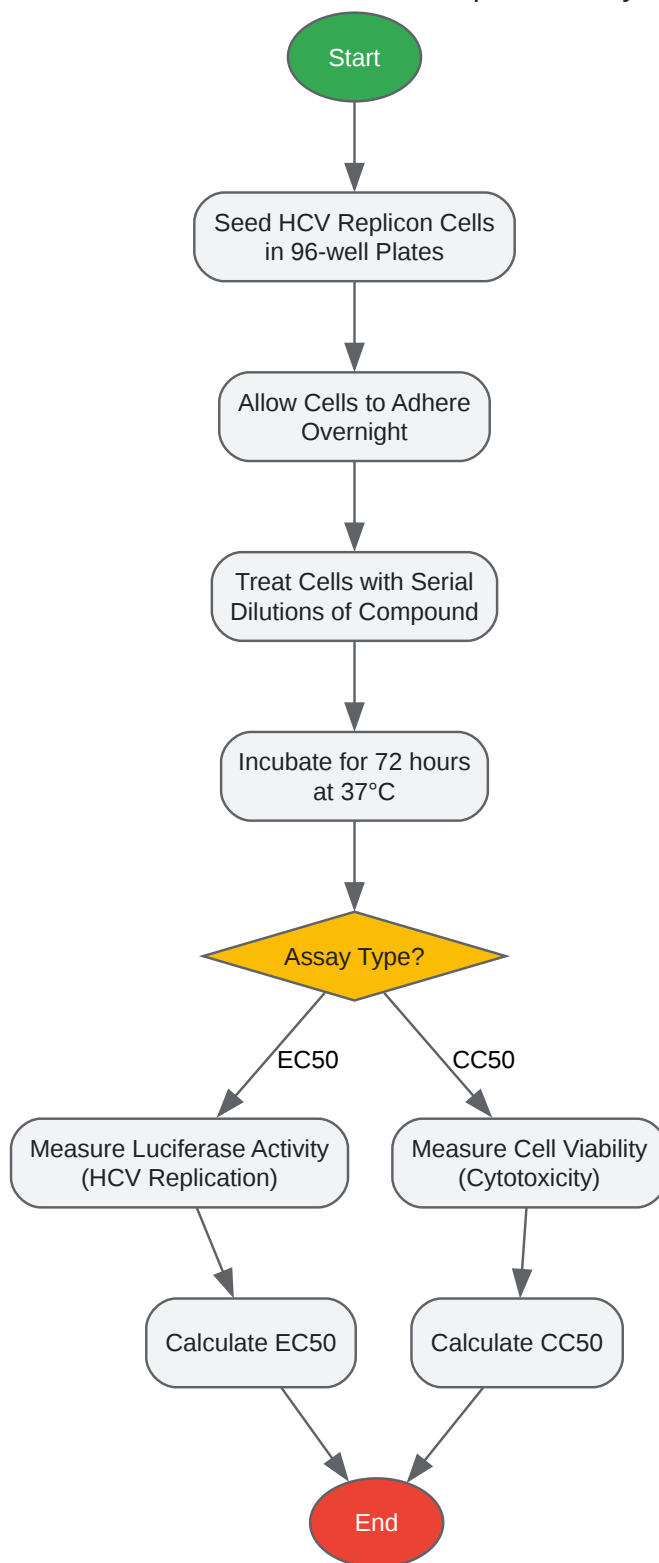 Start
Seed HCV Replicon Cells
in 96-well Plates
Allow Cells to Adhere
Overnight
Treat Cells with Serial
Dilutions of Compound
Incubate for 72 hours
at 37°C
Assay Type?
EC50
CC50
Measure Luciferase Activity
(HCV Replication)
Measure Cell Viability
(Cytotoxicity)
Calculate EC50
Calculate CC50
End